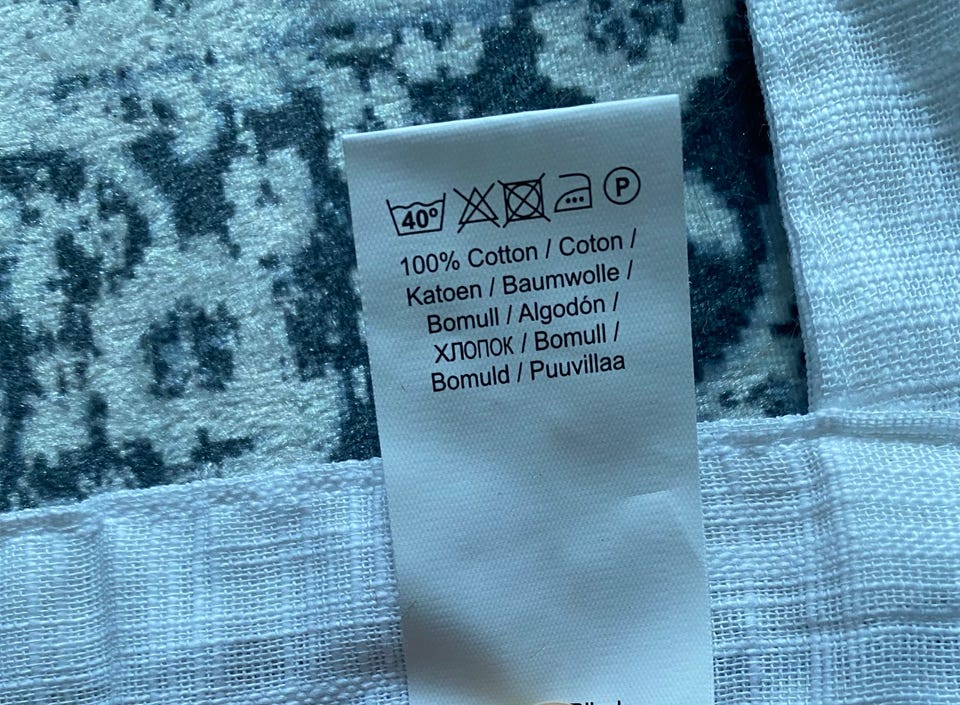 40°
P
100% Cotton / Coton /
Katoen / Baumwolle /
Bomull / Algodón /
хлопок / Bomull /
Bomuld / Puuvillaa